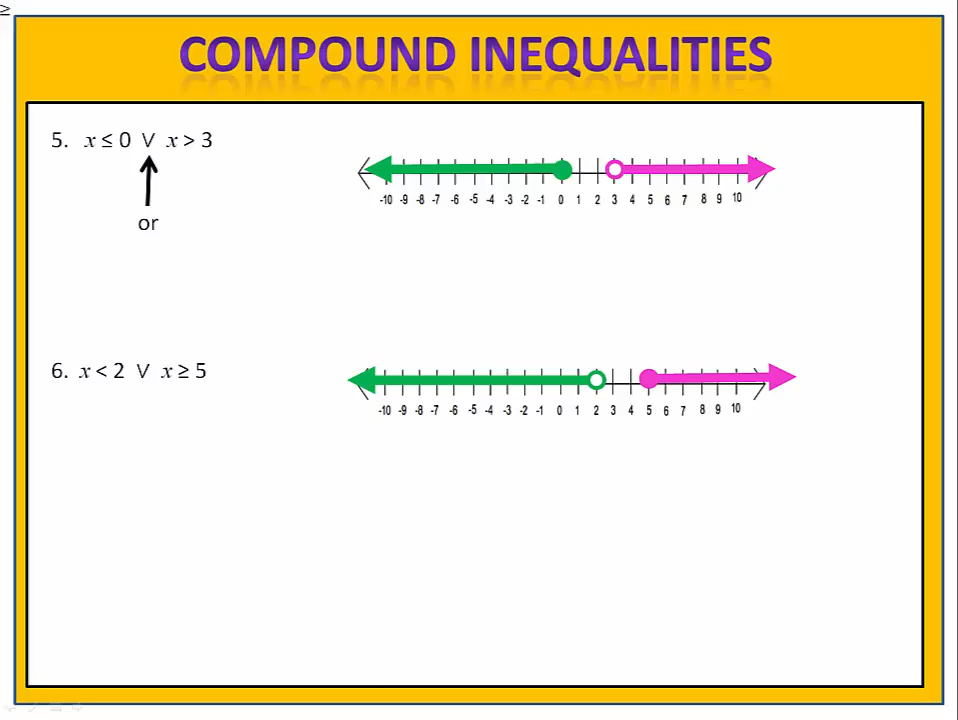 ≥
COMPOUND INEQUALITIES
5. x ≤ 0 ∨ x > 3
-10 -9 -8 -7 -6 -5 -4 -3 -2 -1 0 1 2 3 4 5 6 7 8 9 10
or
6. x < 2 ∨ x ≥ 5
-10 -9 -8 -7 -6 -5 -4 -3 -2 -1 0 1 2 3 4 5 6 7 8 9 10